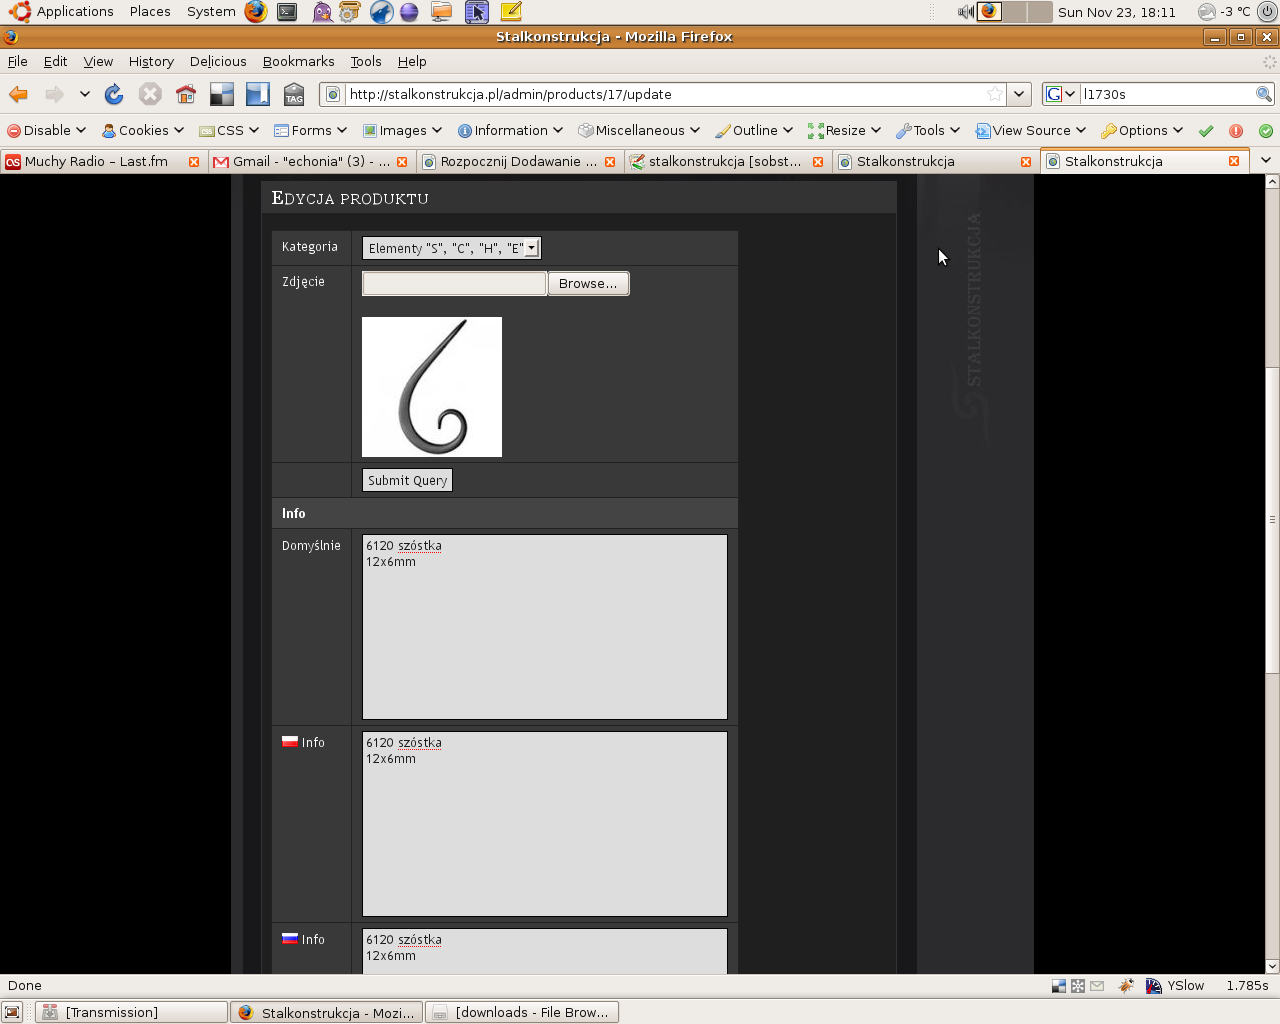 Applications Places System Sun Nov 23, 18:11 -3 °C
Stalkonstrukcja - Mozilla Firefox
File Edit View History Delicious Bookmarks Tools Help
TAG http://stalkonstrukcja.pl/admin/products/17/update G l1730s
Disable Cookies CSS Forms Images Information Miscellaneous Outline Resize Tools View Source Options
Muchy Radio – Last.fm Gmail - "echonia" (3) - ... Rozpocznij Dodawanie ... stalkonstrukcja [sobst... Stalkonstrukcja Stalkonstrukcja
EDYCJA PRODUKTU
STALKONSTRUKCJA
Kategoria Elementy "S", "C", "H", "E"
Zdjęcie Browse...
Submit Query
Info
Domyślnie 6120 szóstka
12x6mm
Info 6120 szóstka
12x6mm
Info 6120 szóstka
12x6mm
Done YSlow 1.785s
[Transmission] Stalkonstrukcja - Mozi... [downloads - File Brow...